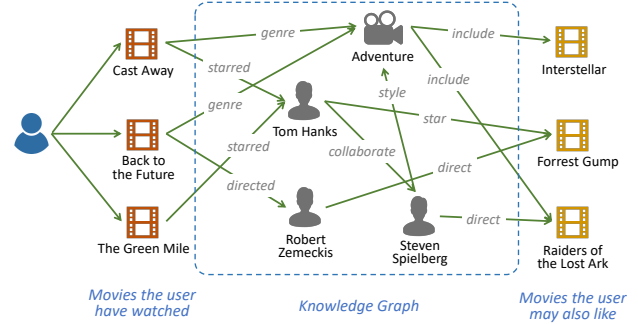 genre
include
Cast Away
Adventure
Interstellar
starred
genre
style
include
Tom Hanks
star
starred
collaborate
Back to
the Future
Forrest Gump
directed
direct
The Green Mile
Robert
Zemeckis
Steven
Spielberg
direct
Raiders of
the Lost Ark
Movies the user
have watched
Knowledge Graph
Movies the user
may also like